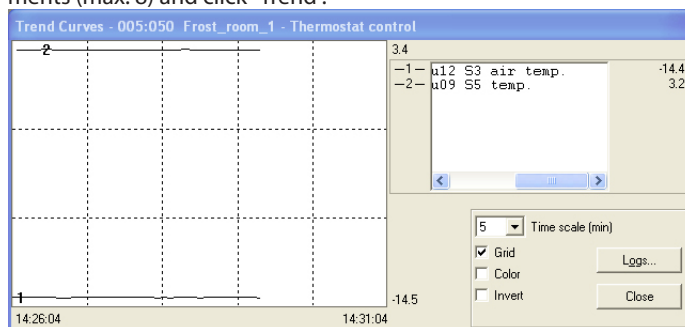 ments (max. 8) and click "Trend".
Trend Curves - 005:050 Frost_room_1 - Thermostat control
2
3.4
1 u12 S3 air temp. -14.4
2 u09 S5 temp. 3.2
5 Time scale (min)
Grid
Logs...
Color
1
-14.5
Invert
Close
14:26:04 14:31:04